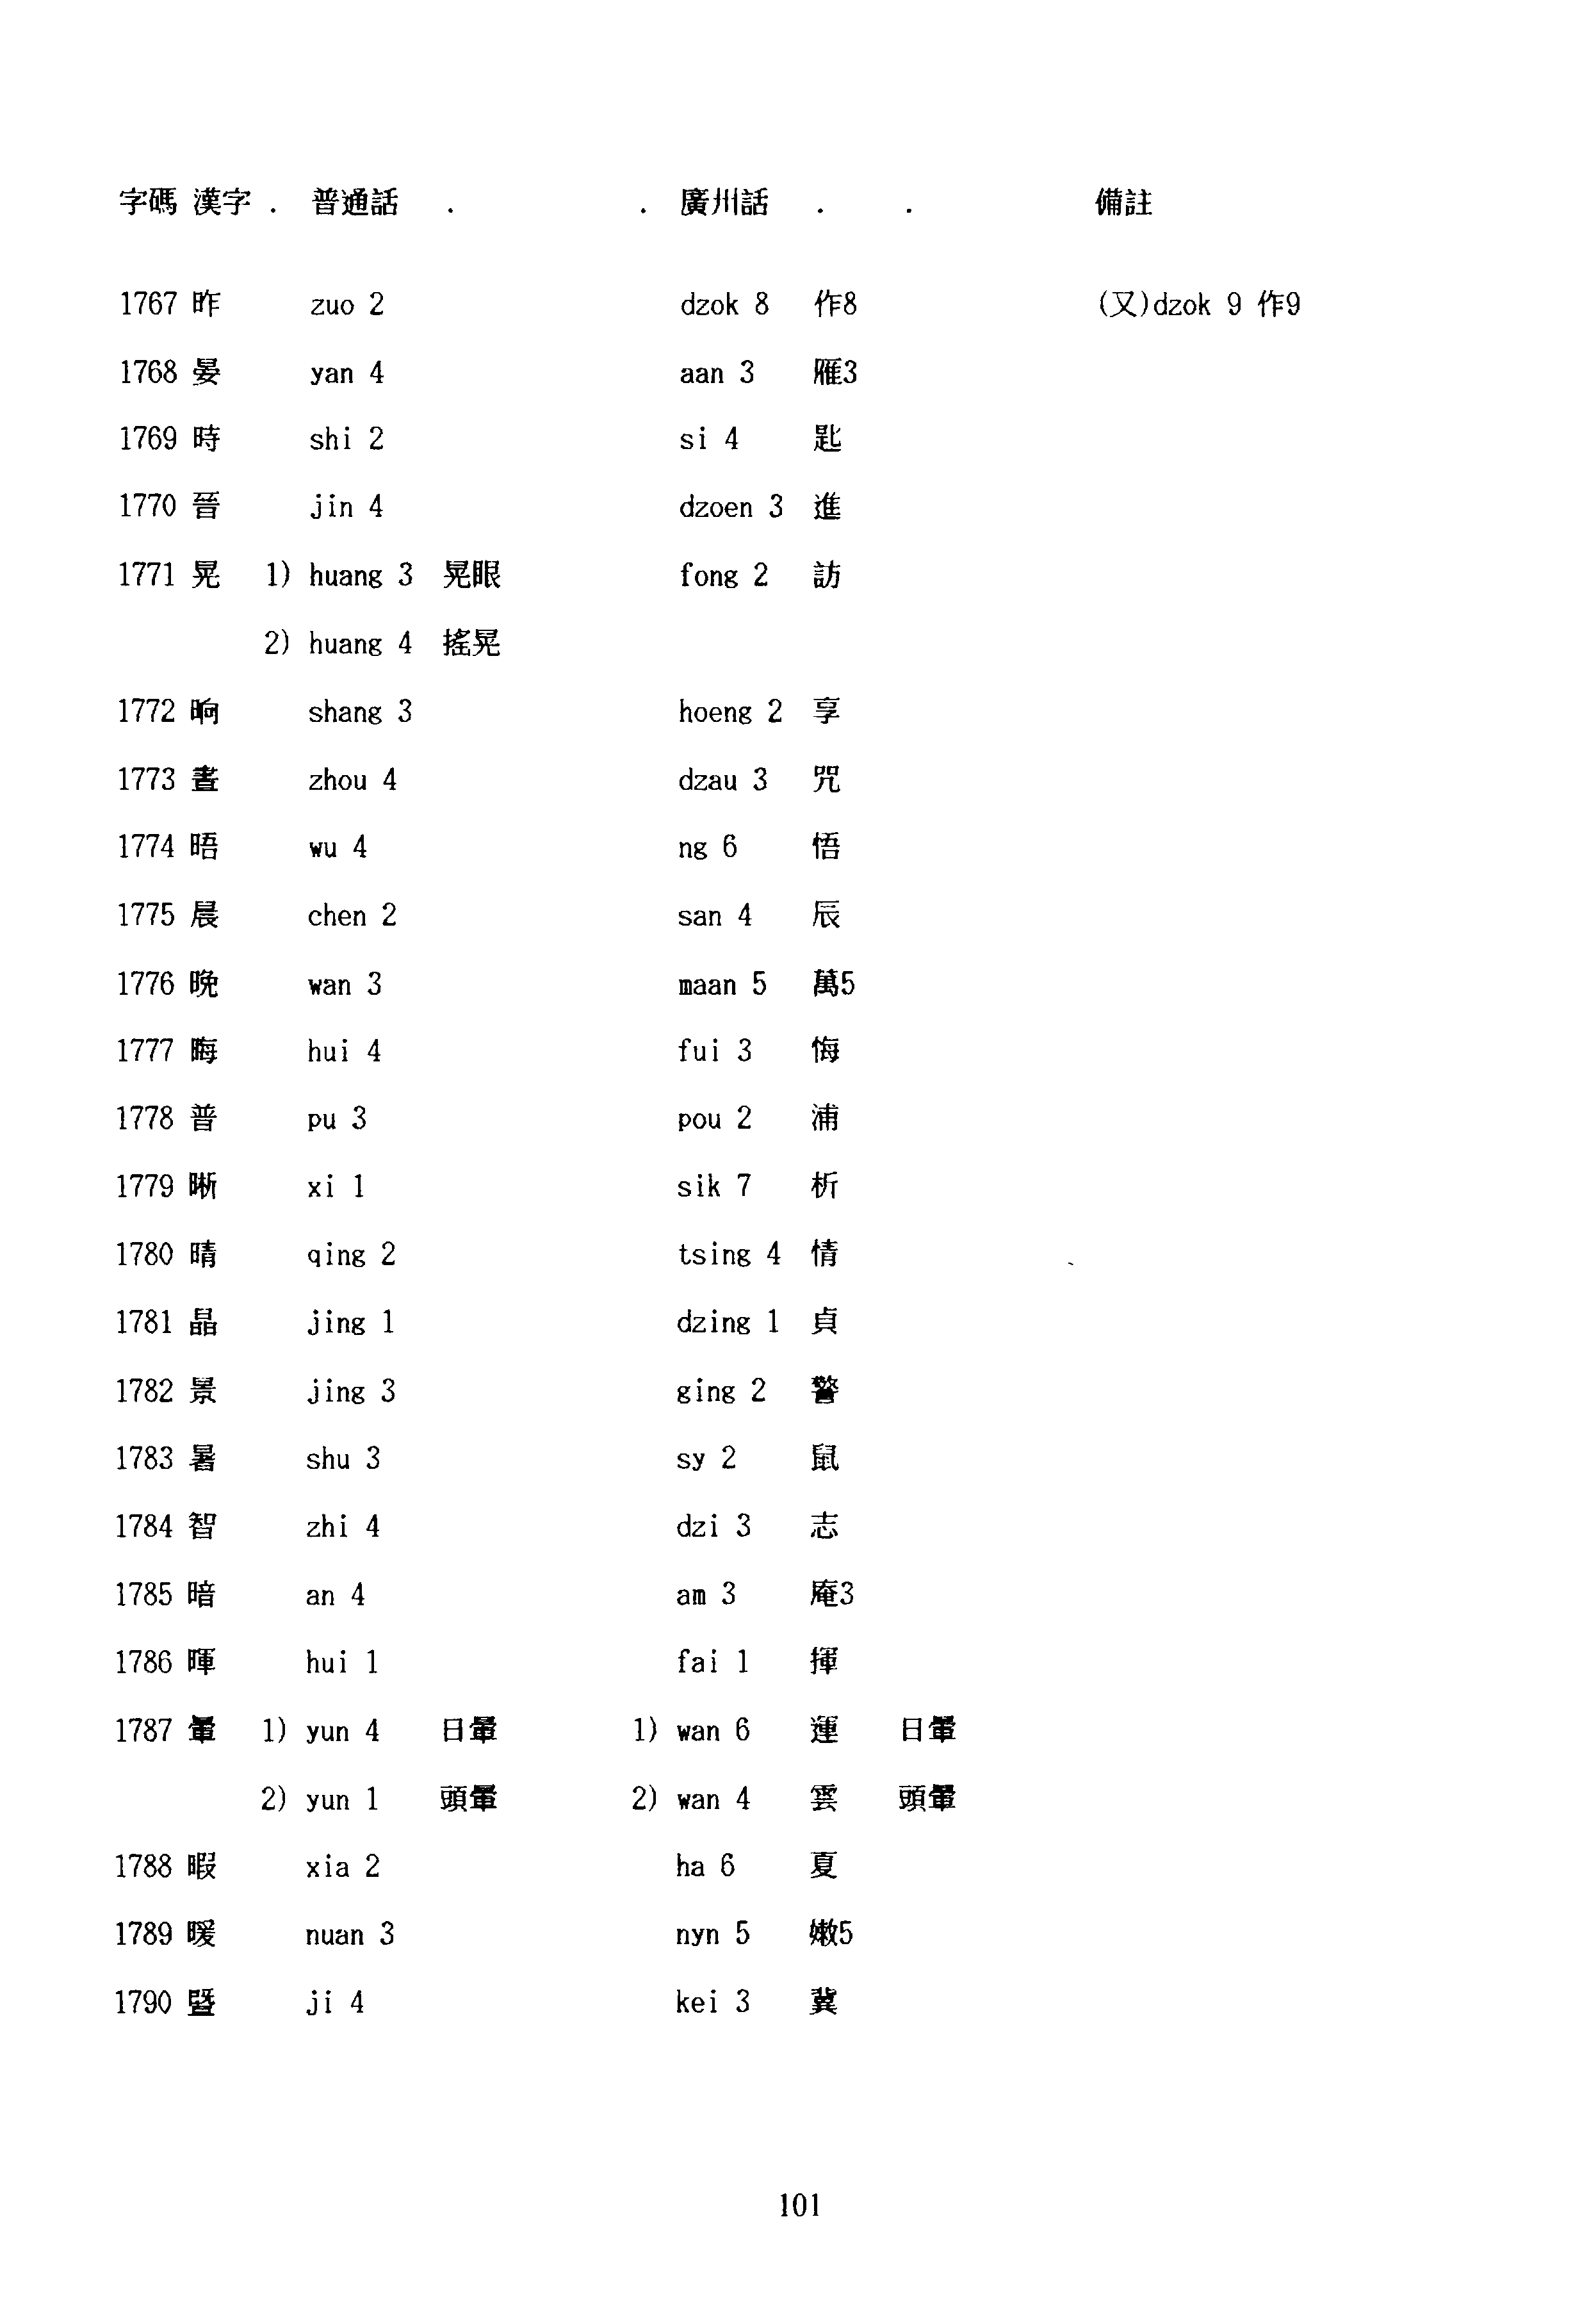 字碼 漢字 . 普通話 . . 廣州話 . . 備註
1767 昨 zuo 2 dzok 8 作8 (又)dzok 9 作9
1768 晏 yan 4 aan 3 雁3
1769 時 shi 2 si 4 匙
1770 晉 jin 4 dzoen 3 進
1771 晃 1) huang 3 晃眼 fong 2 訪
2) huang 4 搖晃
1772 晌 shang 3 hoeng 2 享
1773 晝 zhou 4 dzau 3 咒
1774 晤 wu 4 ng 6 悟
1775 晨 chen 2 san 4 辰
1776 晚 wan 3 maan 5 萬5
1777 晦 hui 4 fui 3 悔
1778 普 pu 3 pou 2 浦
1779 晰 xi 1 sik 7 析
1780 晴 qing 2 tsing 4 情
1781 晶 jing 1 dzing 1 貞
1782 景 jing 3 ging 2 警
1783 暑 shu 3 sy 2 鼠
1784 智 zhi 4 dzi 3 志
1785 暗 an 4 am 3 庵3
1786 暉 hui 1 fai 1 揮
1787 暈 1) yun 4 日暈 1) wan 6 運 日暈
2) yun 1 頭暈 2) wan 4 雲 頭暈
1788 暇 xia 2 ha 6 夏
1789 暖 nuan 3 nyn 5 嫩5
1790 暨 ji 4 kei 3 冀
101